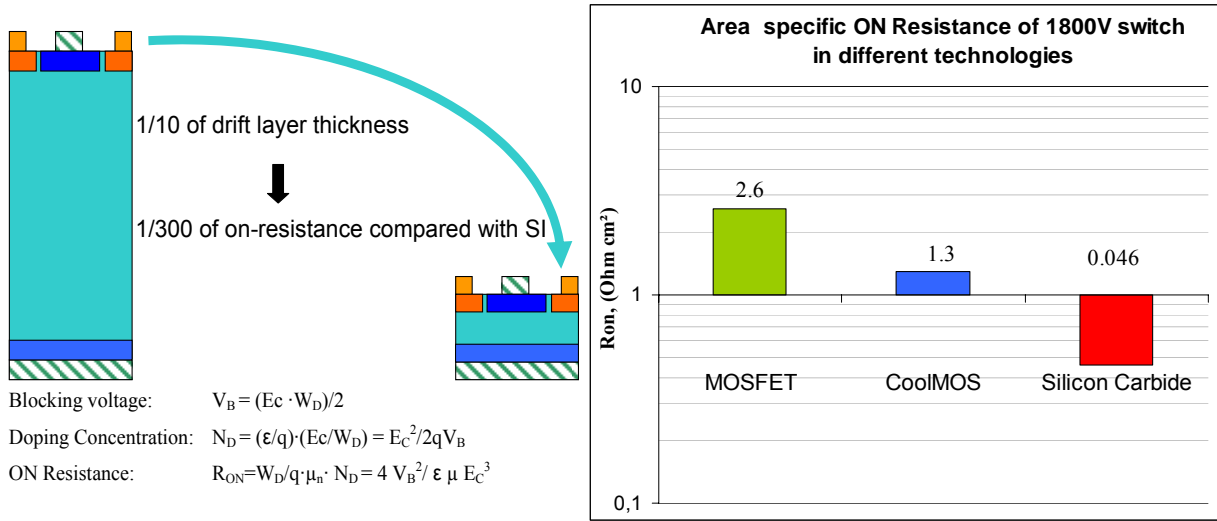 1/10 of drift layer thickness
1/300 of on-resistance compared with SI
Blocking voltage: V_B = (Ec ·W_D)/2
Doping Concentration: N_D = (ε/q)·(Ec/W_D) = E_C²/2qV_B
ON Resistance: R_ON=W_D/q·μ_n· N_D = 4 V_B²/ ε μ E_C³
Area specific ON Resistance of 1800V switch
in different technologies
Ron, (Ohm cm²)
10
1
0,1
2.6
1.3
0.046
MOSFET
CoolMOS
Silicon Carbide